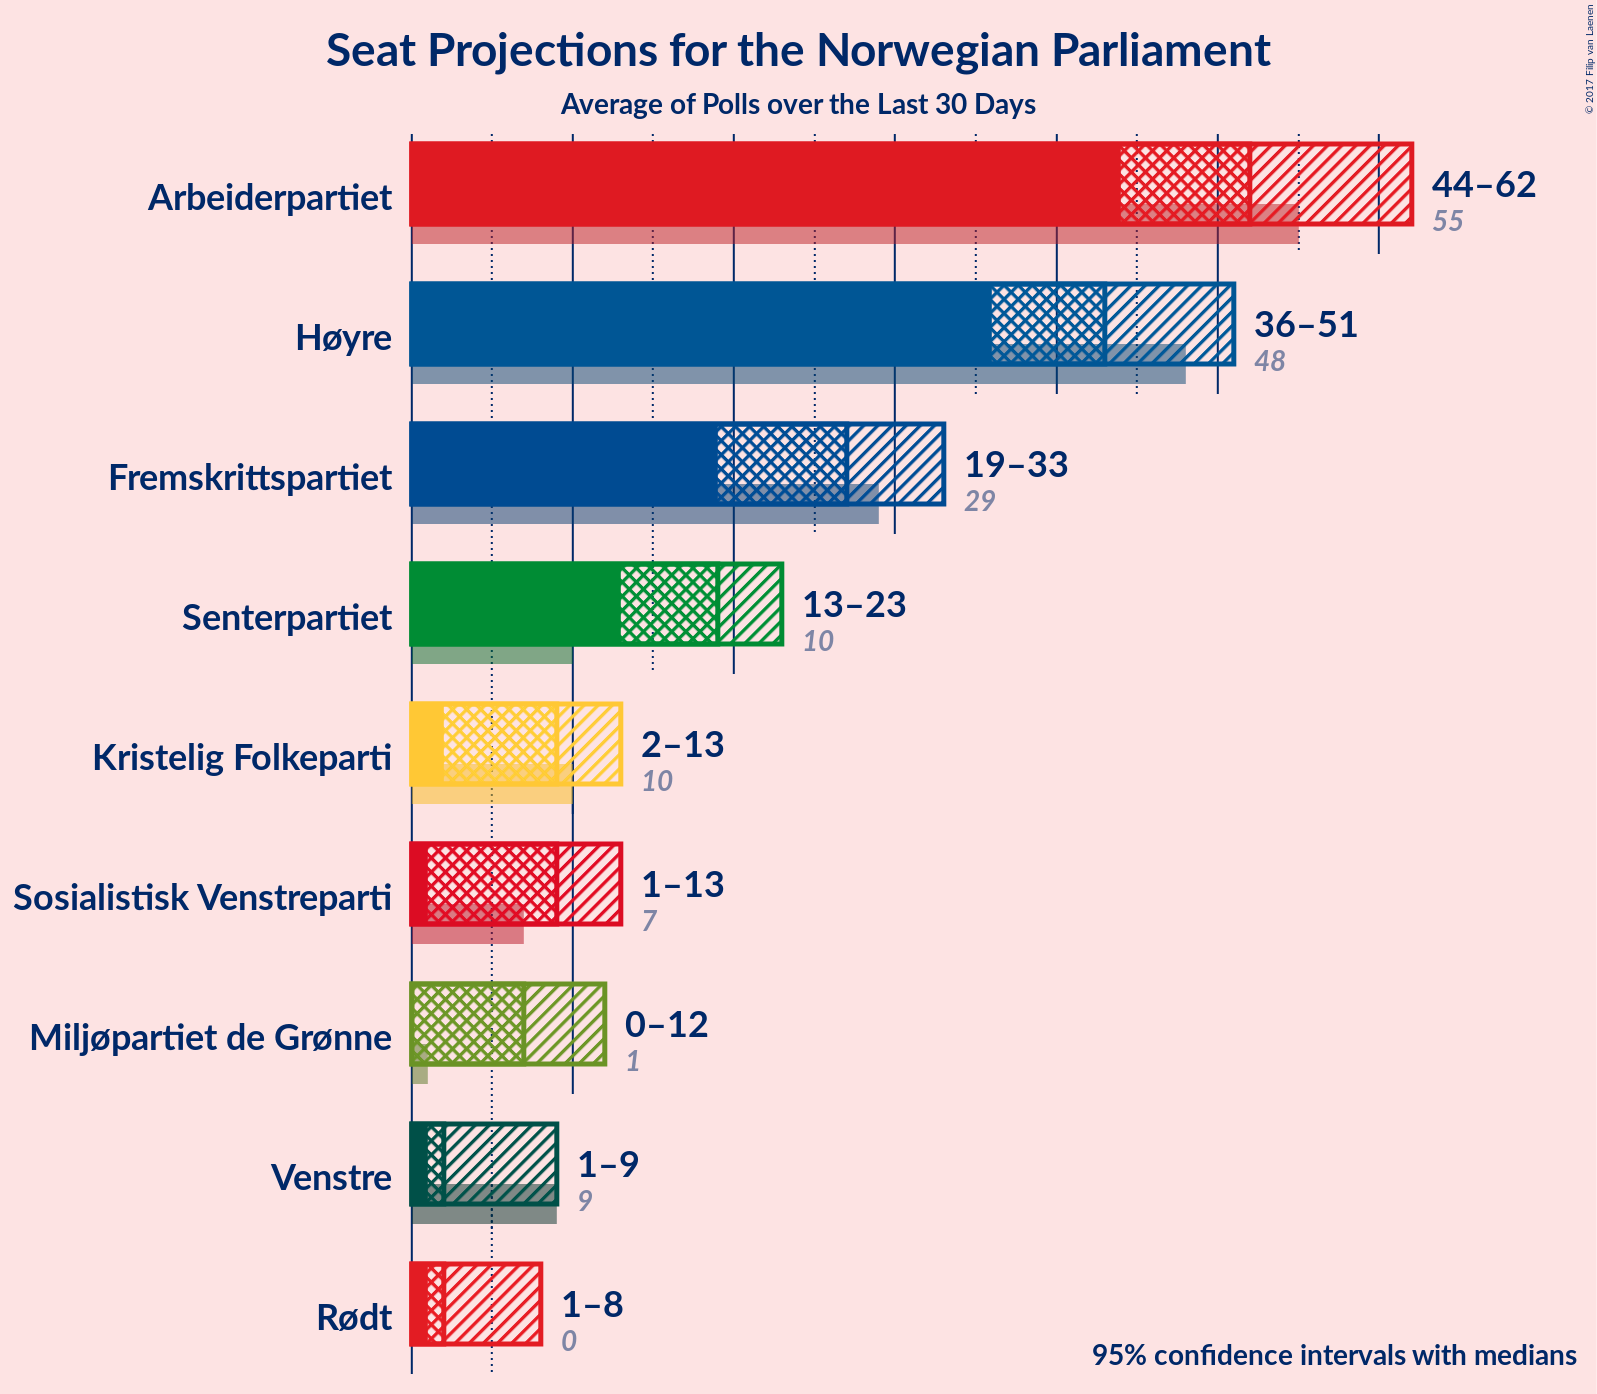 © 2017 Filip van Laenen
Seat Projections for the Norwegian Parliament
Average of Polls over the Last 30 Days
Arbeiderpartiet
44–62
55
Høyre
36–51
48
Fremskrittspartiet
19–33
29
Senterpartiet
13–23
10
Kristelig Folkeparti
2–13
10
Sosialistisk Venstreparti
1–13
7
Miljøpartiet de Grønne
0–12
1
Venstre
1–9
9
Rødt
1–8
0
95% confidence intervals with medians